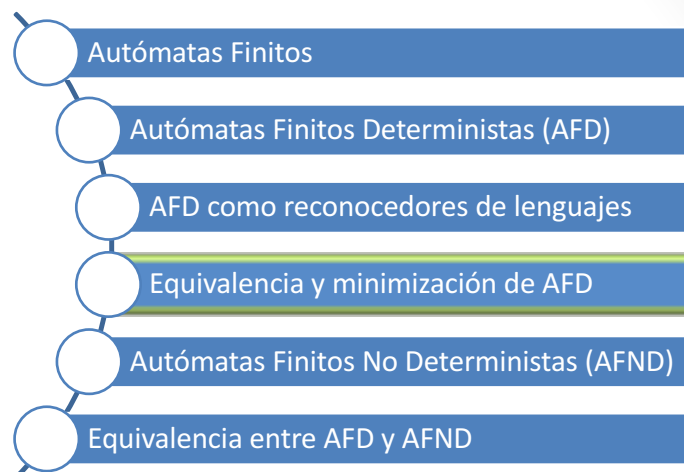 Autómatas Finitos
Autómatas Finitos Deterministas (AFD)
AFD como reconocedores de lenguajes
Equivalencia y minimización de AFD
Autómatas Finitos No Deterministas (AFND)
Equivalencia entre AFD y AFND